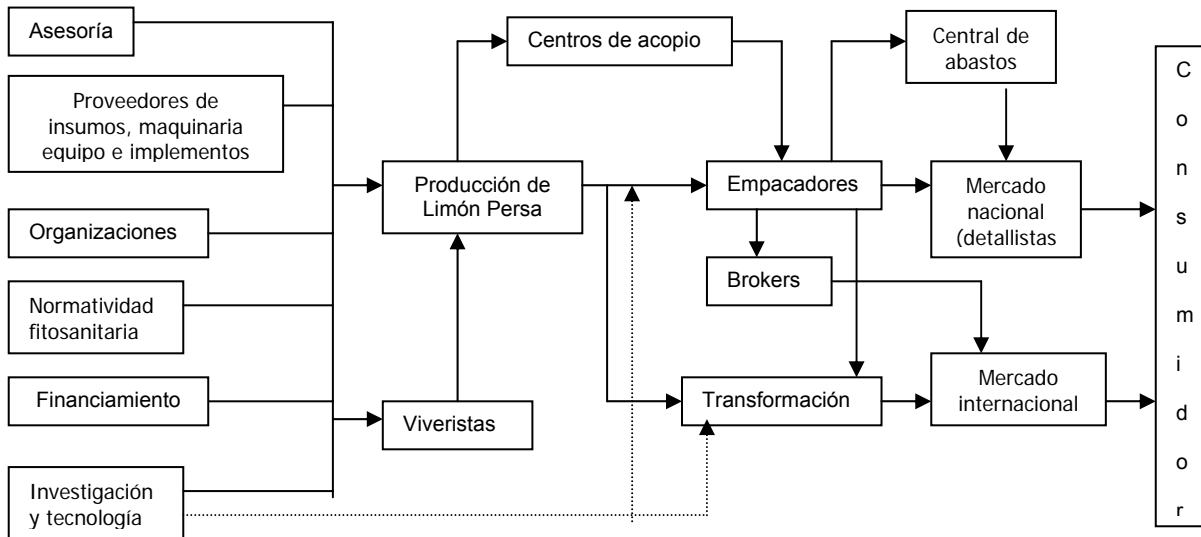 Asesoría
Proveedores de
insumos, maquinaria
equipo e implementos
Organizaciones
Normatividad
fitosanitaria
Financiamiento
Investigación
y tecnología
Centros de acopio
Producción de
Limón Persa
Viveristas
Empacadores
Brokers
Transformación
Central de
abastos
Mercado
nacional
(detallistas
Mercado
internacional
C
o
n
s
u
m
i
d
o
r